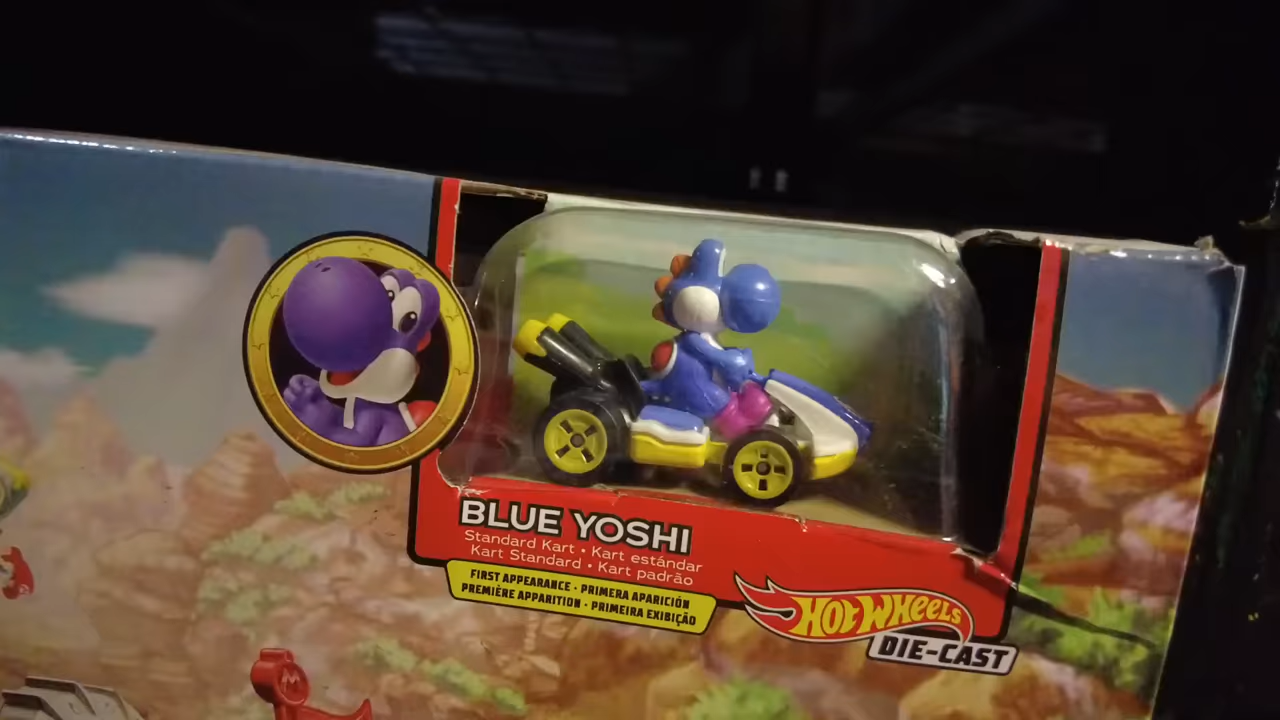 BLUE YOSHI
Standard Kart • Kart estándar
Kart Standard • Kart padrão
FIRST APPEARANCE • PRIMERA APARICIÓN
PREMIÈRE APPARITION • PRIMEIRA EXIBIÇÃO
HOT WHEELS
DIE-CAST
M